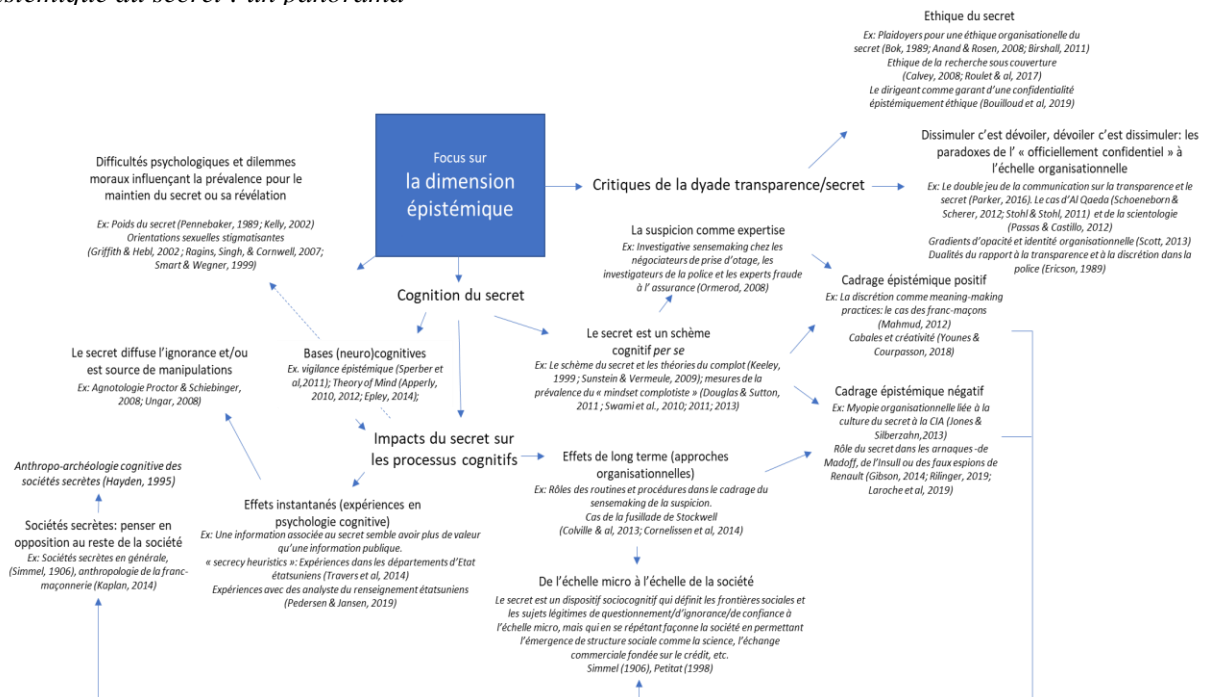 du secret : un panorama
Ethique du secret
Ex: Plaidoyers pour une éthique organisationelle du
secret (Bok, 1989; Anand & Rosen, 2008; Birshall, 2011)
Ethique de la recherche sous couverture
(Calvey, 2008; Roulet & al, 2017)
Le dirigeant comme garant d'une confidentialité
épistémiquement éthique (Bouilloud et al, 2019)
Focus sur
la dimension
épistémique
Critiques de la dyade transparence/secret
Dissimuler c'est dévoiler, dévoiler c'est dissimuler: les
paradoxes de l' « officiellement confidentiel » à
l'échelle organisationnelle
Ex: Le double jeu de la communication sur la transparence et le
secret (Parker, 2016). Le cas d'Al Qaeda (Schoeneborn &
Scherer, 2012; Stohl & Stohl, 2011) et de la scientologie
(Passas & Castillo, 2012)
Gradients d'opacité et identité organisationnelle (Scott, 2013)
Dualités du rapport à la transparence et à la discrétion dans la
police (Ericson, 1989)
Difficultés psychologiques et dilemmes
moraux influençant la prévalence pour le
maintien du secret ou sa révélation
Ex: Poids du secret (Pennebaker, 1989 ; Kelly, 2002)
Orientations sexuelles stigmatisantes
(Griffith & Hebl, 2002 ; Ragins, Singh, & Cornwell, 2007;
Smart & Wegner, 1999)
La suspicion comme expertise
Ex: Investigative sensemaking chez les
négociateurs de prise d'otage, les
investigateurs de la police et les experts fraude
à l' assurance (Ormerod, 2008)
Cognition du secret
Cadrage épistémique positif
Ex: La discrétion comme meaning-making
practices: le cas des franc-maçons
(Mahmud, 2012)
Cabales et créativité (Younes &
Courpasson, 2018)
Le secret diffuse l'ignorance et/ou
est source de manipulations
Ex: Agnotologie Proctor & Schiebinger,
2008; Ungar, 2008)
Bases (neuro)cognitives
Ex. vigilance épistémique (Sperber et
al,2011); Theory of Mind (Apperly,
2010, 2012; Epley, 2014);
Le secret est un schème
cognitif per se
Ex: Le schème du secret et les théories du complot (Keeley,
1999 ; Sunstein & Vermeule, 2009); mesures de la
prévalence du « mindset complotiste » (Douglas & Sutton,
2011 ; Swami et al., 2010; 2011; 2013)
Cadrage épistémique négatif
Ex: Myopie organisationnelle liée à la
culture du secret à la CIA (Jones &
Silberzahn,2013)
Rôle du secret dans les arnaques -de
Madoff, de l'Insull ou des faux espions de
Renault (Gibson, 2014; Rilinger, 2019;
Laroche et al, 2019)
Impacts du secret sur
les processus cognitifs
Anthropo-archéologie cognitive des
sociétés secrètes (Hayden, 1995)
Effets de long terme (approches
organisationnelles)
Ex: Rôles des routines et procédures dans le cadrage du
sensemaking de la suspicion.
Cas de la fusillade de Stockwell
(Colville & al, 2013; Cornelissen et al, 2014)
Effets instantanés (expériences en
psychologie cognitive)
Ex: Une information associée au secret semble avoir plus de valeur
qu'une information publique.
« secrecy heuristics »: Expériences dans les départements d'Etat
étatsuniens (Travers et al, 2014)
Expériences avec des analyste du renseignement étatsuniens
(Pedersen & Jansen, 2019)
Sociétés secrètes: penser en
opposition au reste de la société
Ex: Sociétés secrètes en générale,
(Simmel, 1906), anthropologie de la franc-
maçonnerie (Kaplan, 2014)
De l'échelle micro à l'échelle de la société
Le secret est un dispositif sociocognitif qui définit les frontières sociales et
les sujets légitimes de questionnement/d'ignorance/de confiance à
l'échelle micro, mais qui en se répétant façonne la société en permettant
l'émergence de structure sociale comme la science, l'échange
commerciale fondée sur le crédit, etc.
Simmel (1906), Petitat (1998)